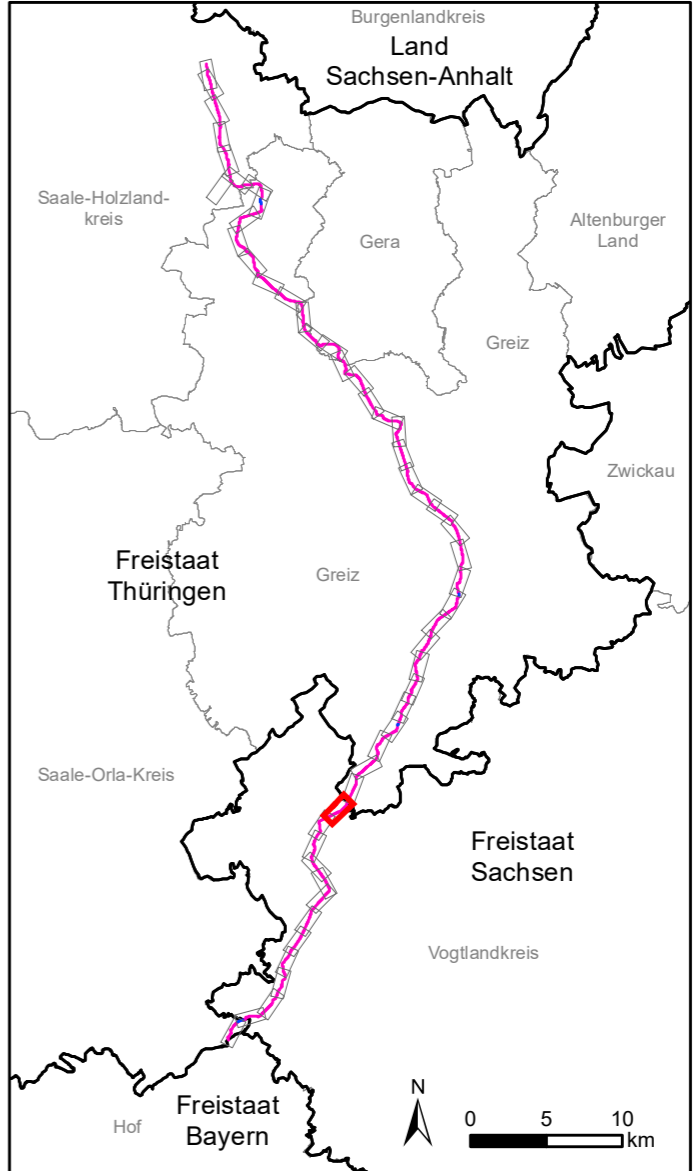 Burgenlandkreis
Land
Sachsen-Anhalt
Saale-Holzland-
kreis
Gera
Altenburger
Land
Greiz
Zwickau
Freistaat
Thüringen
Greiz
Saale-Orla-Kreis
Freistaat
Sachsen
Vogtlandkreis
Hof
Freistaat
Bayern
N
0 5 10
km